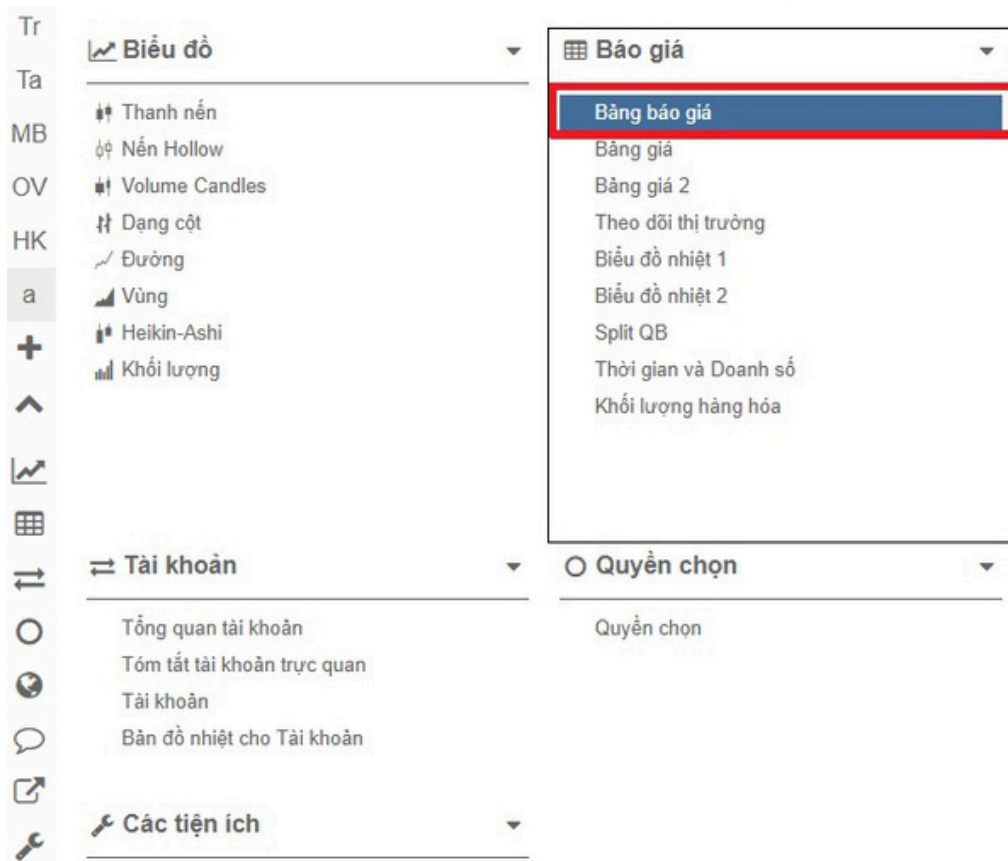 Tr
Ta
MB
OV
HK
a
Biểu đồ
Thanh nến
Nến Hollow
Volume Candles
Dạng cột
Đường
Vùng
Heikin-Ashi
Khối lượng
Báo giá
Bảng báo giá
Bảng giá
Bảng giá 2
Theo dõi thị trường
Biểu đồ nhiệt 1
Biểu đồ nhiệt 2
Split QB
Thời gian và Doanh số
Khối lượng hàng hóa
Tài khoản
Tổng quan tài khoản
Tóm tắt tài khoản trực quan
Tài khoản
Bản đồ nhiệt cho Tài khoản
Quyền chọn
Quyền chọn
Các tiện ích